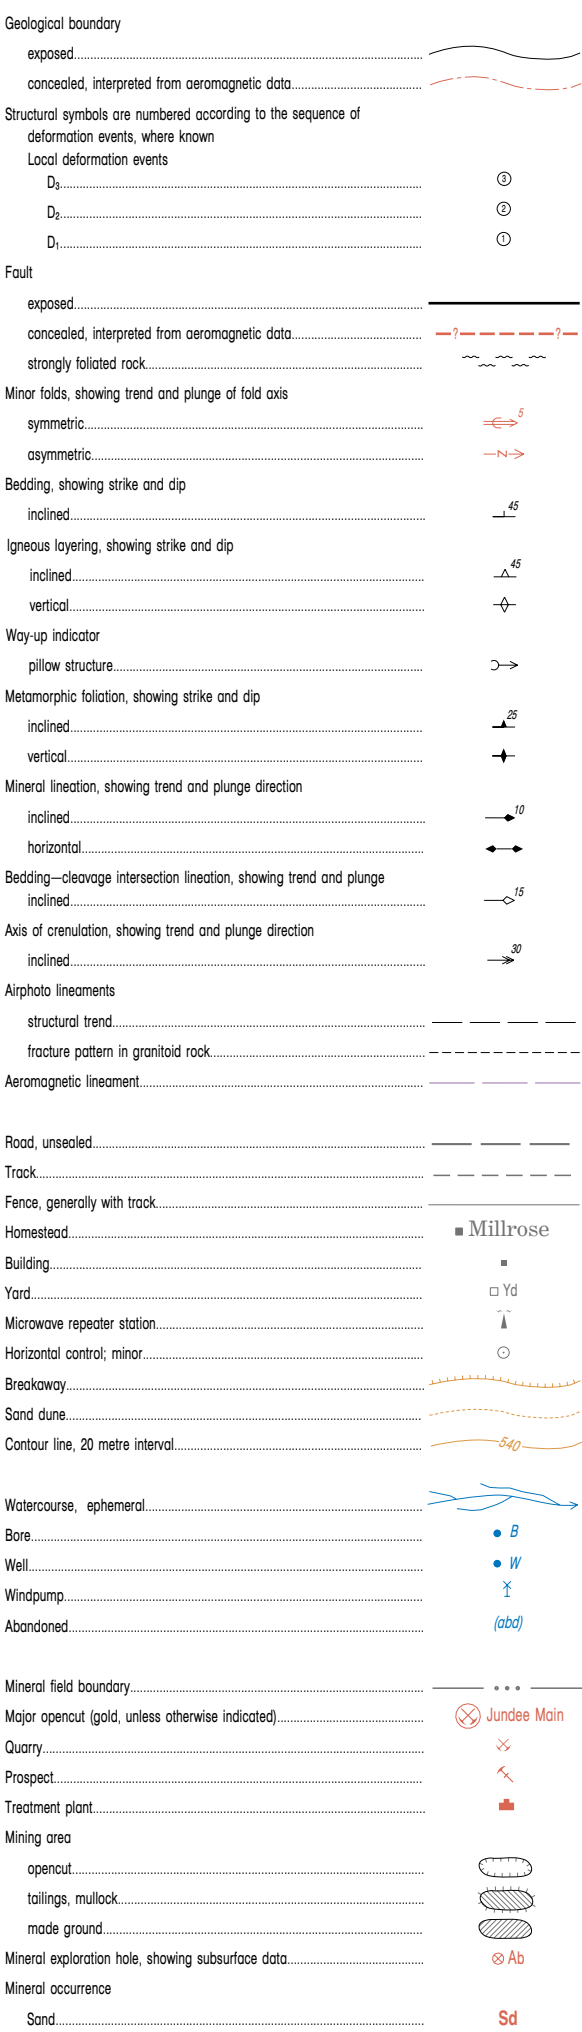 Geological boundary
exposed
concealed, interpreted from aeromagnetic data
Structural symbols are numbered according to the sequence of
deformation events, where known
Local deformation events
D₃ 3
D₂ 2
D₁ 1
Fault
exposed
concealed, interpreted from aeromagnetic data ? ?
strongly foliated rock
Minor folds, showing trend and plunge of fold axis
symmetric 5
asymmetric N
Bedding, showing strike and dip
inclined 45
Igneous layering, showing strike and dip
inclined 45
vertical
Way-up indicator
pillow structure
Metamorphic foliation, showing strike and dip
inclined 25
vertical
Mineral lineation, showing trend and plunge direction
inclined 10
horizontal
Bedding—cleavage intersection lineation, showing trend and plunge
inclined 15
Axis of crenulation, showing trend and plunge direction
inclined 30
Airphoto lineaments
structural trend
fracture pattern in granitoid rock
Aeromagnetic lineament
Road, unsealed
Track
Fence, generally with track
Homestead Millrose
Building
Yard Yd
Microwave repeater station
Horizontal control; minor
Breakaway
Sand dune
Contour line, 20 metre interval 540
Watercourse, ephemeral
Bore B
Well W
Windpump
Abandoned (abd)
Mineral field boundary
Major opencut (gold, unless otherwise indicated) Jundee Main
Quarry
Prospect
Treatment plant
Mining area
opencut
tailings, mullock
made ground
Mineral exploration hole, showing subsurface data Ab
Mineral occurrence
Sand Sd